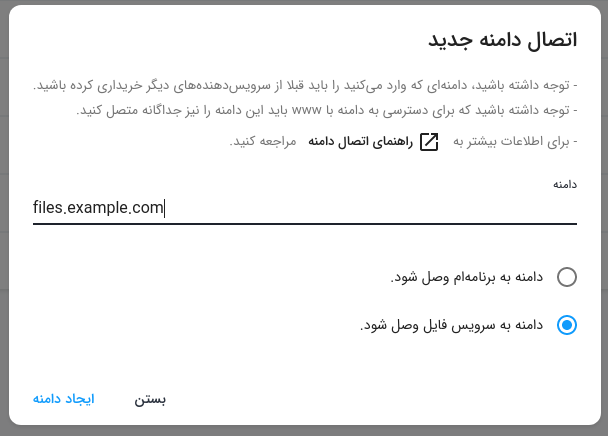 اتصال دامنه جدید
- توجه داشته باشید، دامنه‌ای که وارد می‌کنید را باید قبلا از سرویس‌دهنده‌های دیگر خریداری کرده باشید.
- توجه داشته باشید که برای دسترسی به دامنه با www باید این دامنه را نیز جداگانه متصل کنید.
- برای اطلاعات بیشتر به راهنمای اتصال دامنه مراجعه کنید.
دامنه
files.example.com
دامنه به برنامه‌ام وصل شود.
دامنه به سرویس فایل وصل شود.
بستن ایجاد دامنه